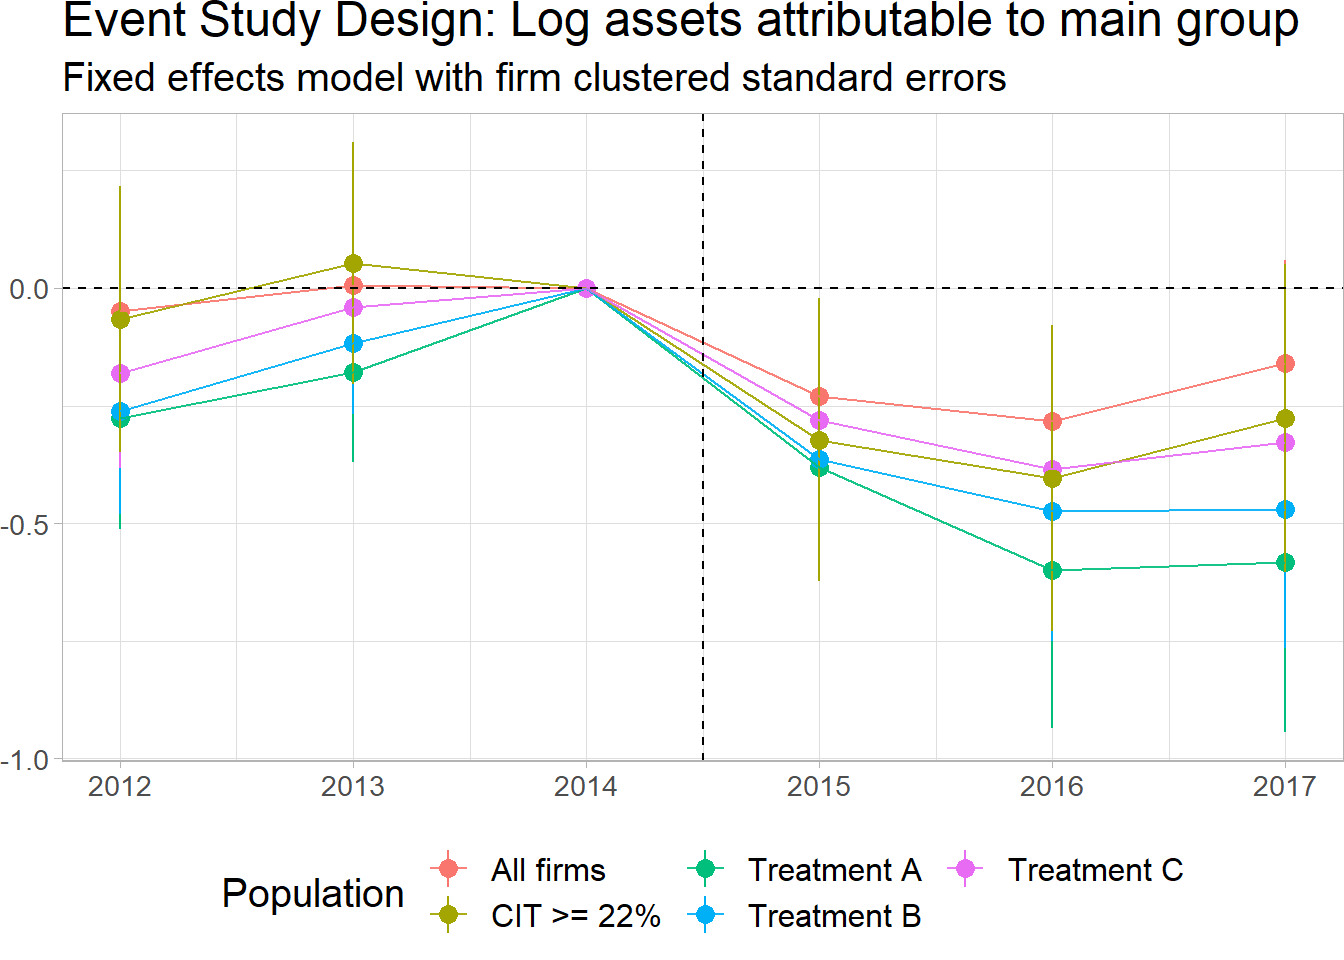 Event Study Design: Log assets attributable to main group
Fixed effects model with firm clustered standard errors
0.0
-0.5
-1.0
2012 2013 2014 2015 2016 2017
Population
All firms Treatment A Treatment C
CIT >= 22% Treatment B